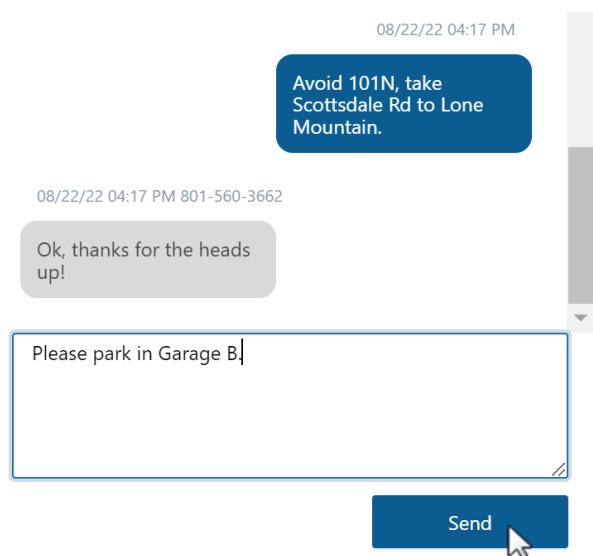 08/22/22 04:17 PM
Avoid 101N, take
Scottsdale Rd to Lone
Mountain.
08/22/22 04:17 PM 801-560-3662
Ok, thanks for the heads
up!
Please park in Garage B.
Send